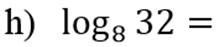 h) log₈ 32 =